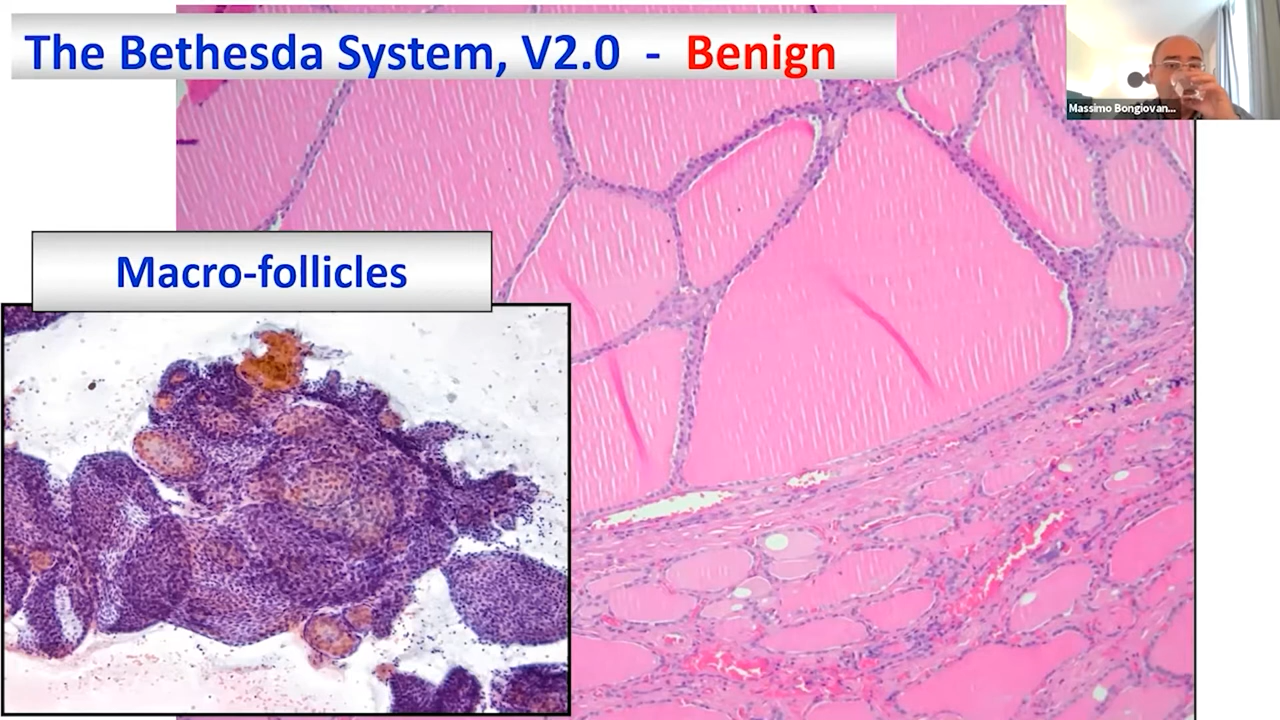 The Bethesda System, V2.0 - Benign
Massimo Bongiovan...
Macro-follicles